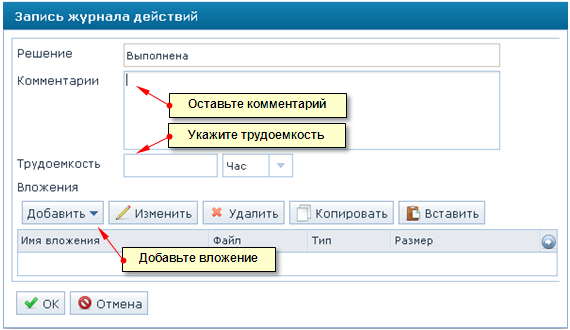 Запись журнала действий
Решение Выполнена
Комментарии
Оставьте комментарий
Укажите трудоемкость
Трудоемкость Час
Вложения
Добавить Изменить Удалить Копировать Вставить
Имя вложения Файл Тип Размер
Добавьте вложение
OK Отмена